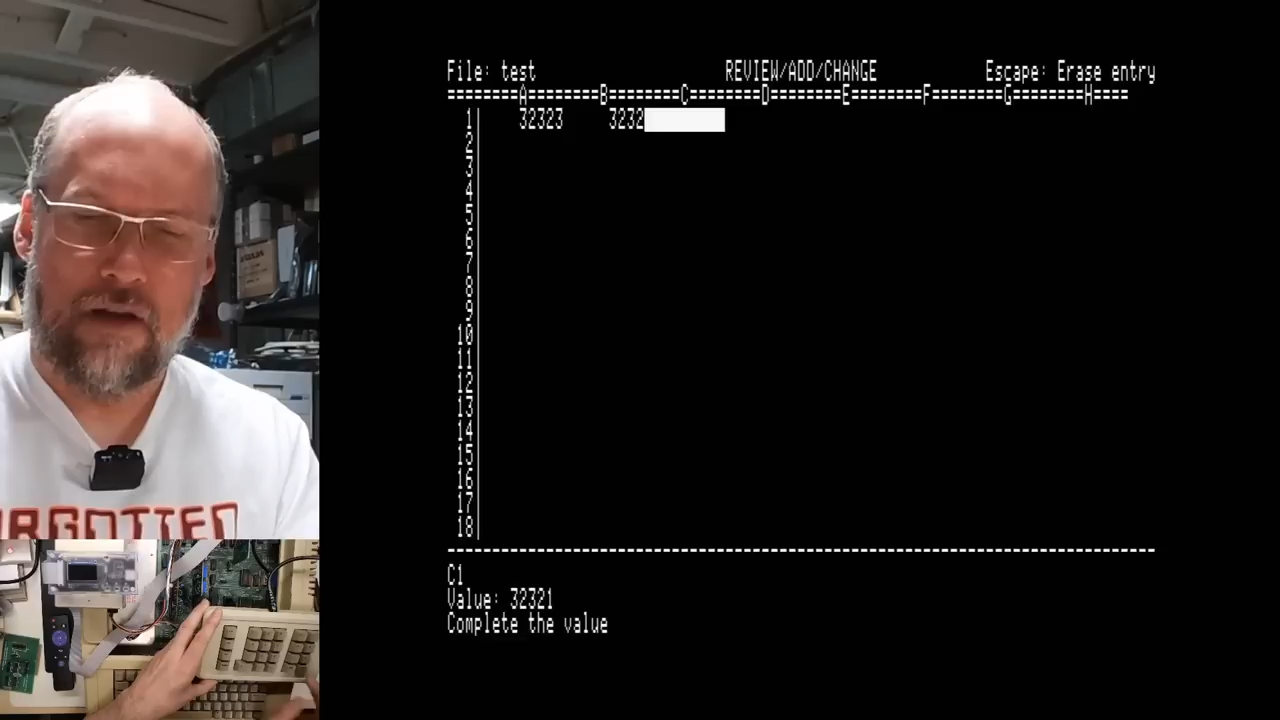 File: test REVIEW/ADD/CHANGE Escape: Erase entry
========A========B========C========D========E========F========G========H====
1| 32323 3232
2|
3|
4|
5|
6|
7|
8|
9|
10|
11|
12|
13|
14|
15|
16|
17|
18|
C1
Value: 32321
Complete the value